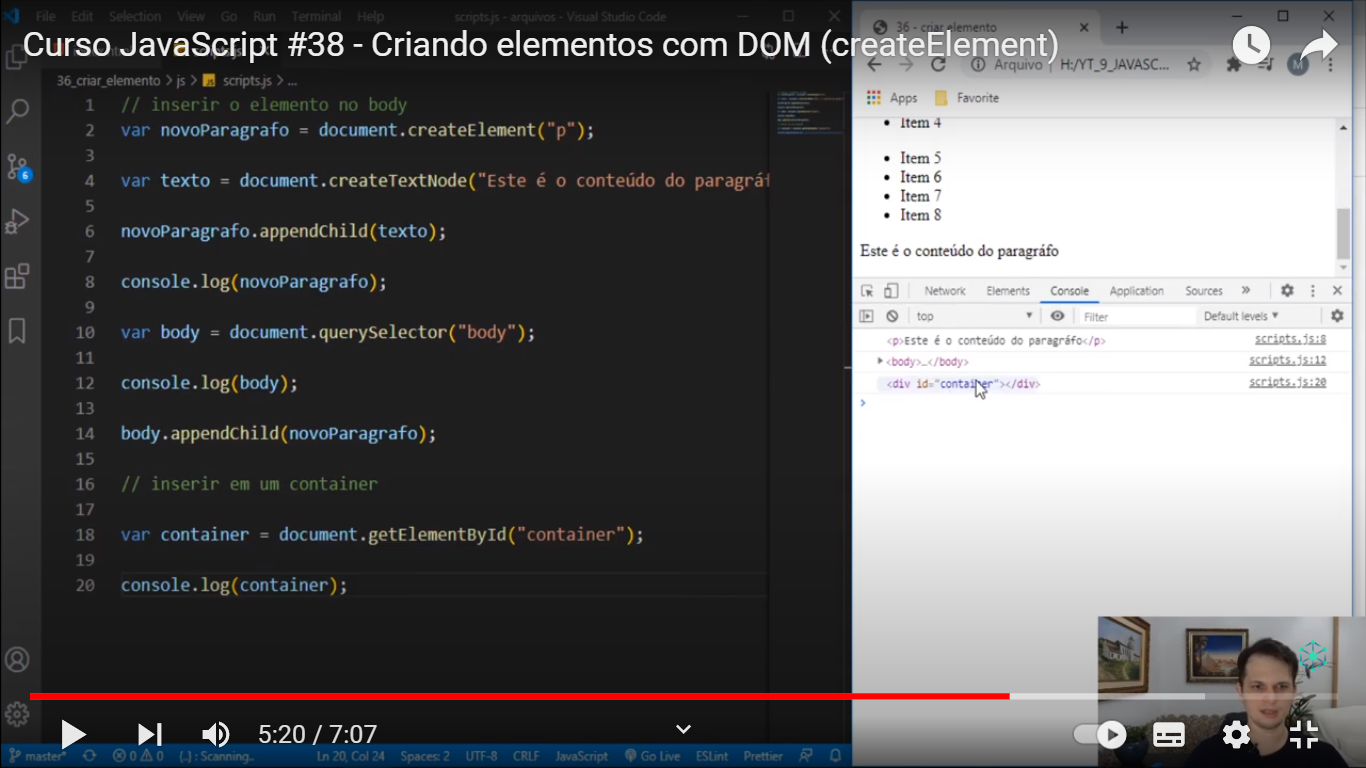 File Edit Selection View Go Run Terminal Help
scripts.js - arquivos - Visual Studio Code
36 - criar elemento
Curso JavaScript #38 - Criando elementos com DOM (createElement)
Arquivo
H:/YT_9_JAVASC...
M
36_criar_elemento > js > JS scripts.js > ...
Apps Favorite
1 // inserir o elemento no body
2 var novoParagrafo = document.createElement("p");
3
4 var texto = document.createTextNode("Este é o conteúdo do paragráf
5
6 novoParagrafo.appendChild(texto);
7
8 console.log(novoParagrafo);
9
10 var body = document.querySelector("body");
11
12 console.log(body);
13
14 body.appendChild(novoParagrafo);
15
16 // inserir em um container
17
18 var container = document.getElementById("container");
19
20 console.log(container);
6
Item 4
Item 5
Item 6
Item 7
Item 8
Este é o conteúdo do paragráfo
Network Elements Console Application Sources »
top Filter Default levels
<p>Este é o conteúdo do paragráfo</p> scripts.js:8
<body>…</body> scripts.js:12
<div id="container"></div> scripts.js:20
5:20 / 7:07
master* 0 0 {..} : Scanning.. Ln 20, Col 24 Spaces: 2 UTF-8 CRLF JavaScript Go Live ESLint Prettier